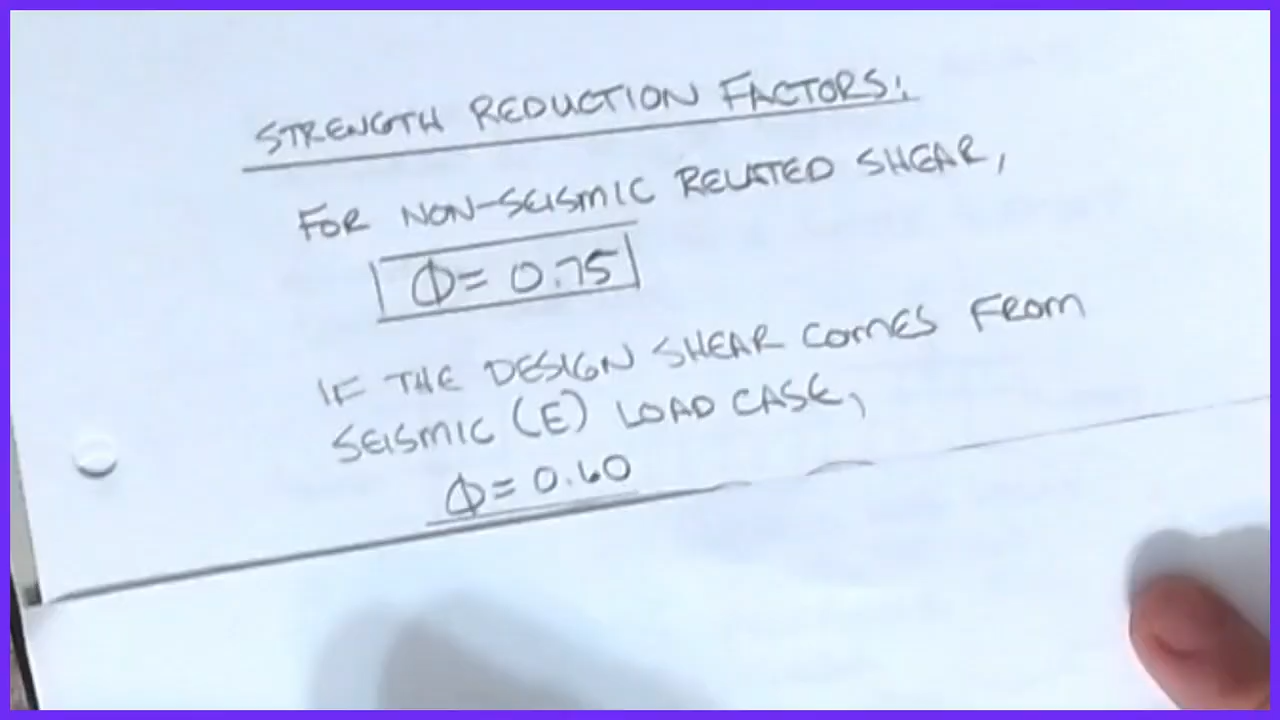 STRENGTH REDUCTION FACTORS:
FOR NON-SEISMIC RELATED SHEAR,
Φ = 0.75
IF THE DESIGN SHEAR COMES FROM
SEISMIC (E) LOAD CASE,
Φ = 0.60